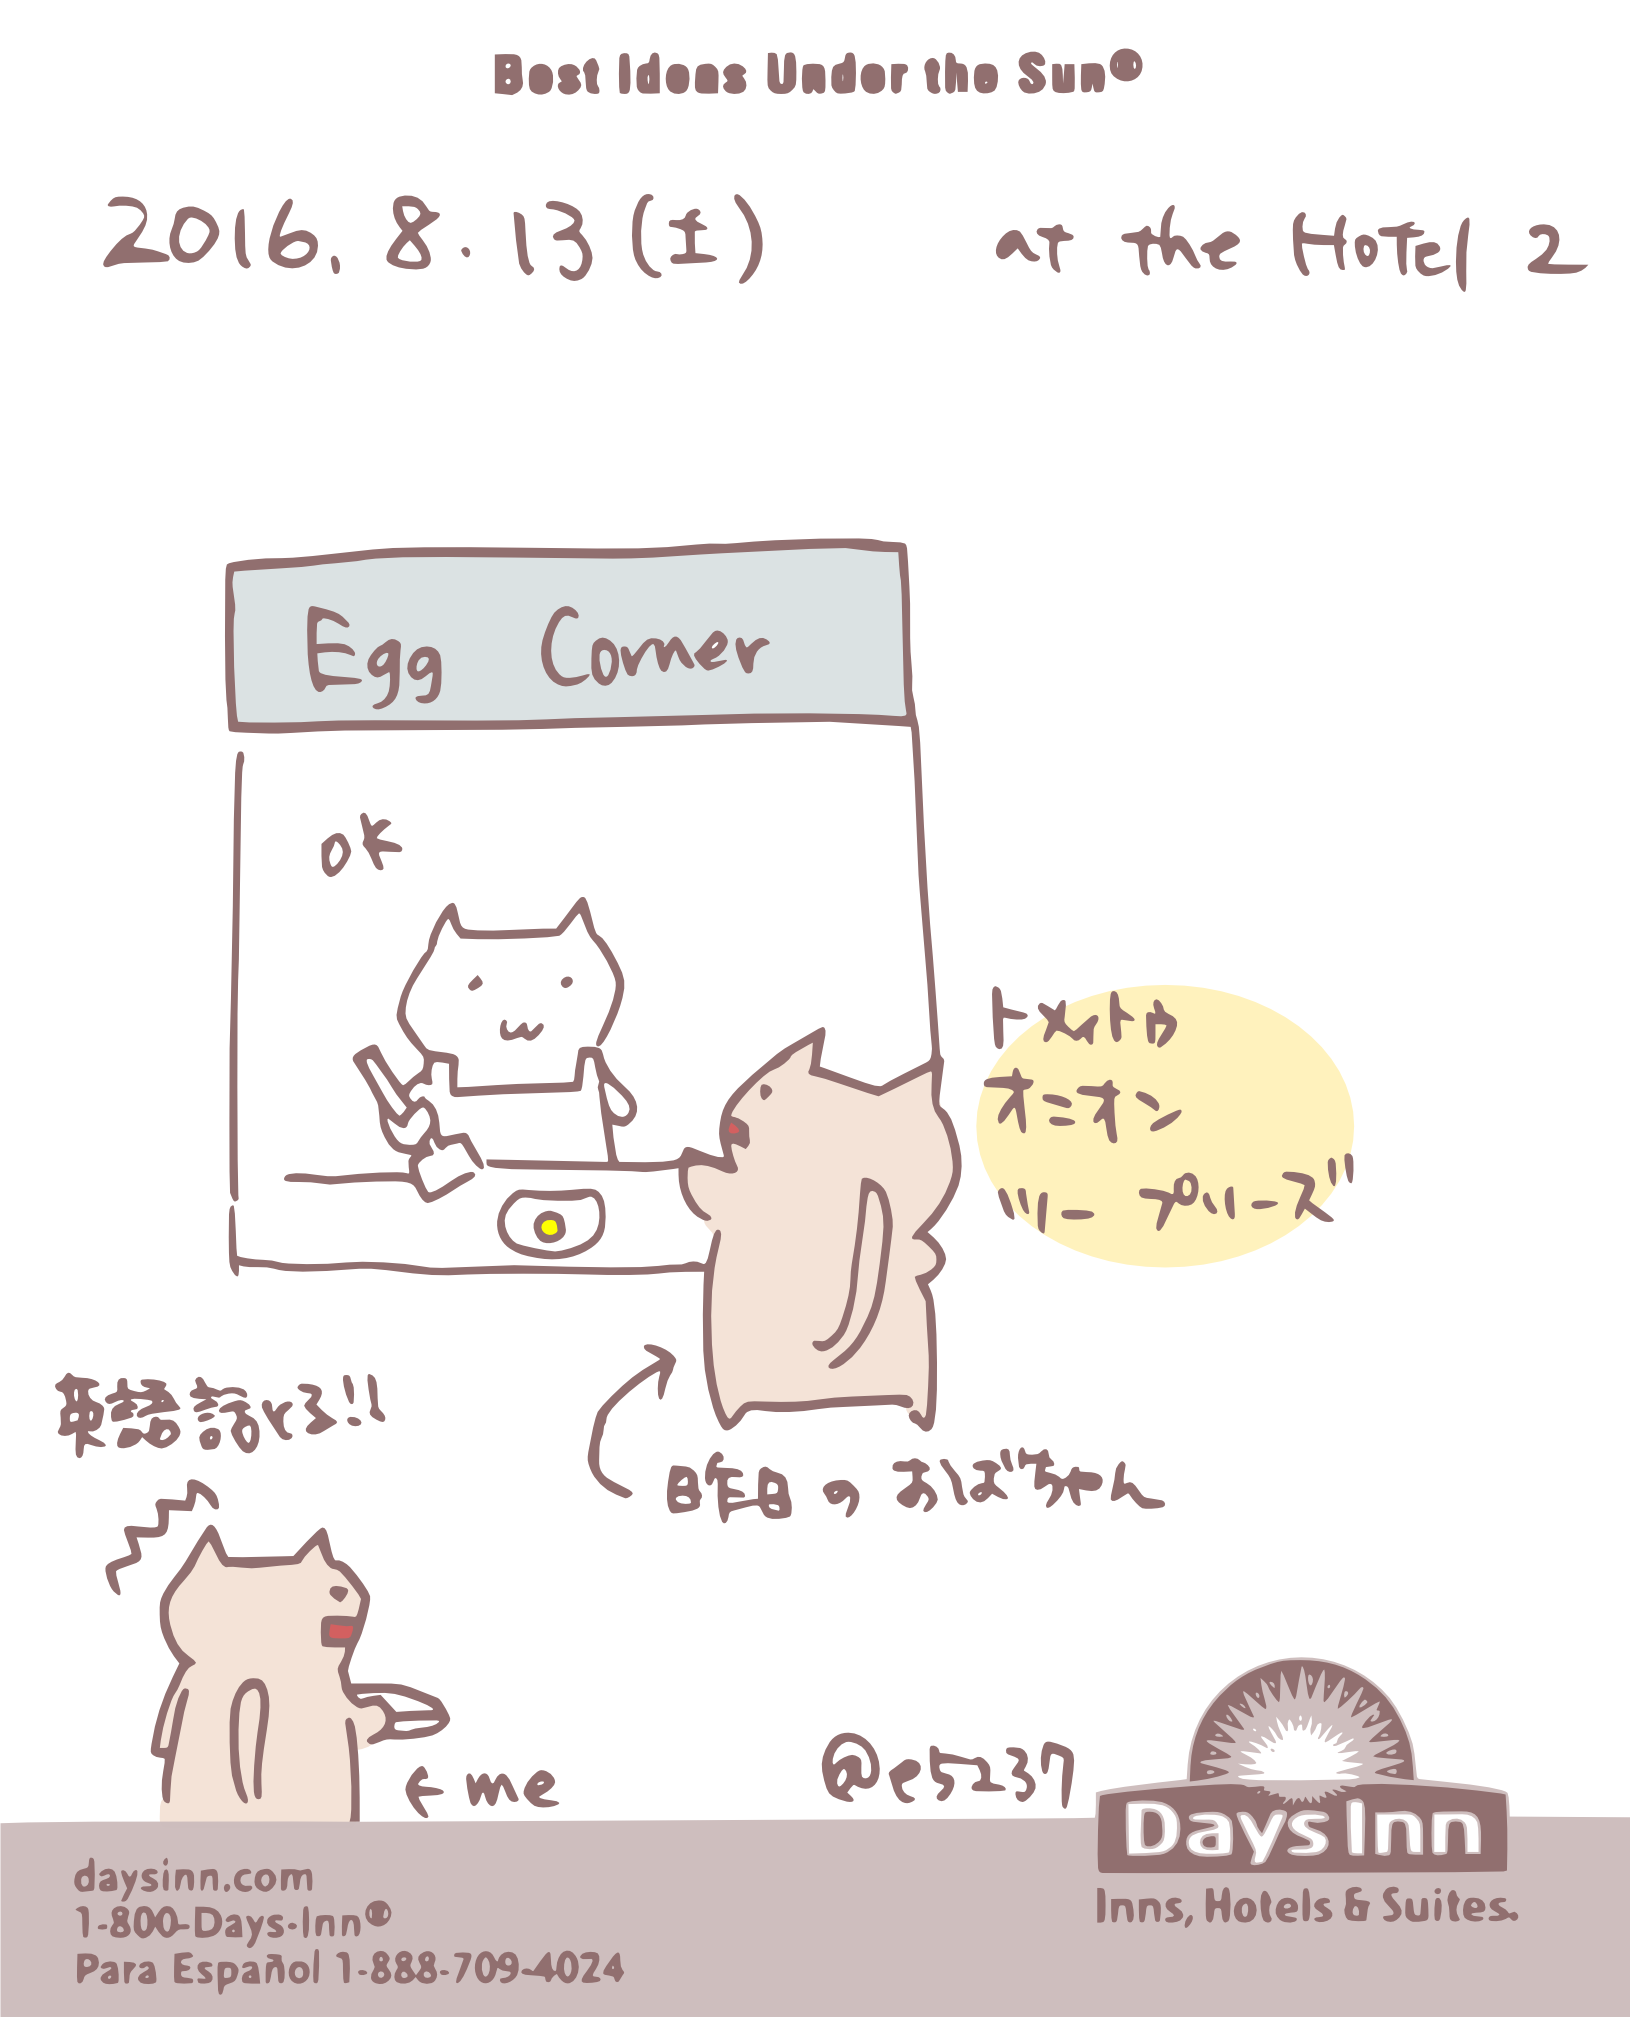 Best Ideas Under the Sun®
2016. 8. 13 (土)
at the Hotel 2
Egg Corner
OK
トメィトゥ
オニオン
ベリー プリーズ
英語話してる!!
昨日のおばちゃん
← me
@e5237
Days Inn
Inns, Hotels & Suites.
daysinn.com
1-800-Days-Inn®
Para Español 1-888-709-4024